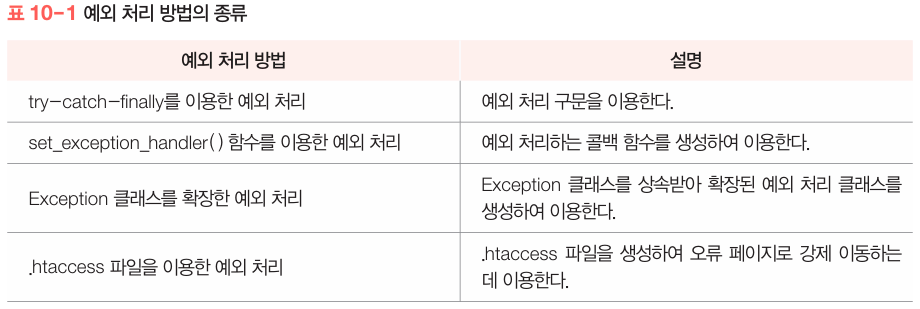 표 10-1 예외 처리 방법의 종류
예외 처리 방법
설명
try-catch-finally를 이용한 예외 처리
예외 처리 구문을 이용한다.
set_exception_handler( ) 함수를 이용한 예외 처리
예외 처리하는 콜백 함수를 생성하여 이용한다.
Exception 클래스를 확장한 예외 처리
Exception 클래스를 상속받아 확장된 예외 처리 클래스를
생성하여 이용한다.
.htaccess 파일을 이용한 예외 처리
.htaccess 파일을 생성하여 오류 페이지로 강제 이동하는
데 이용한다.